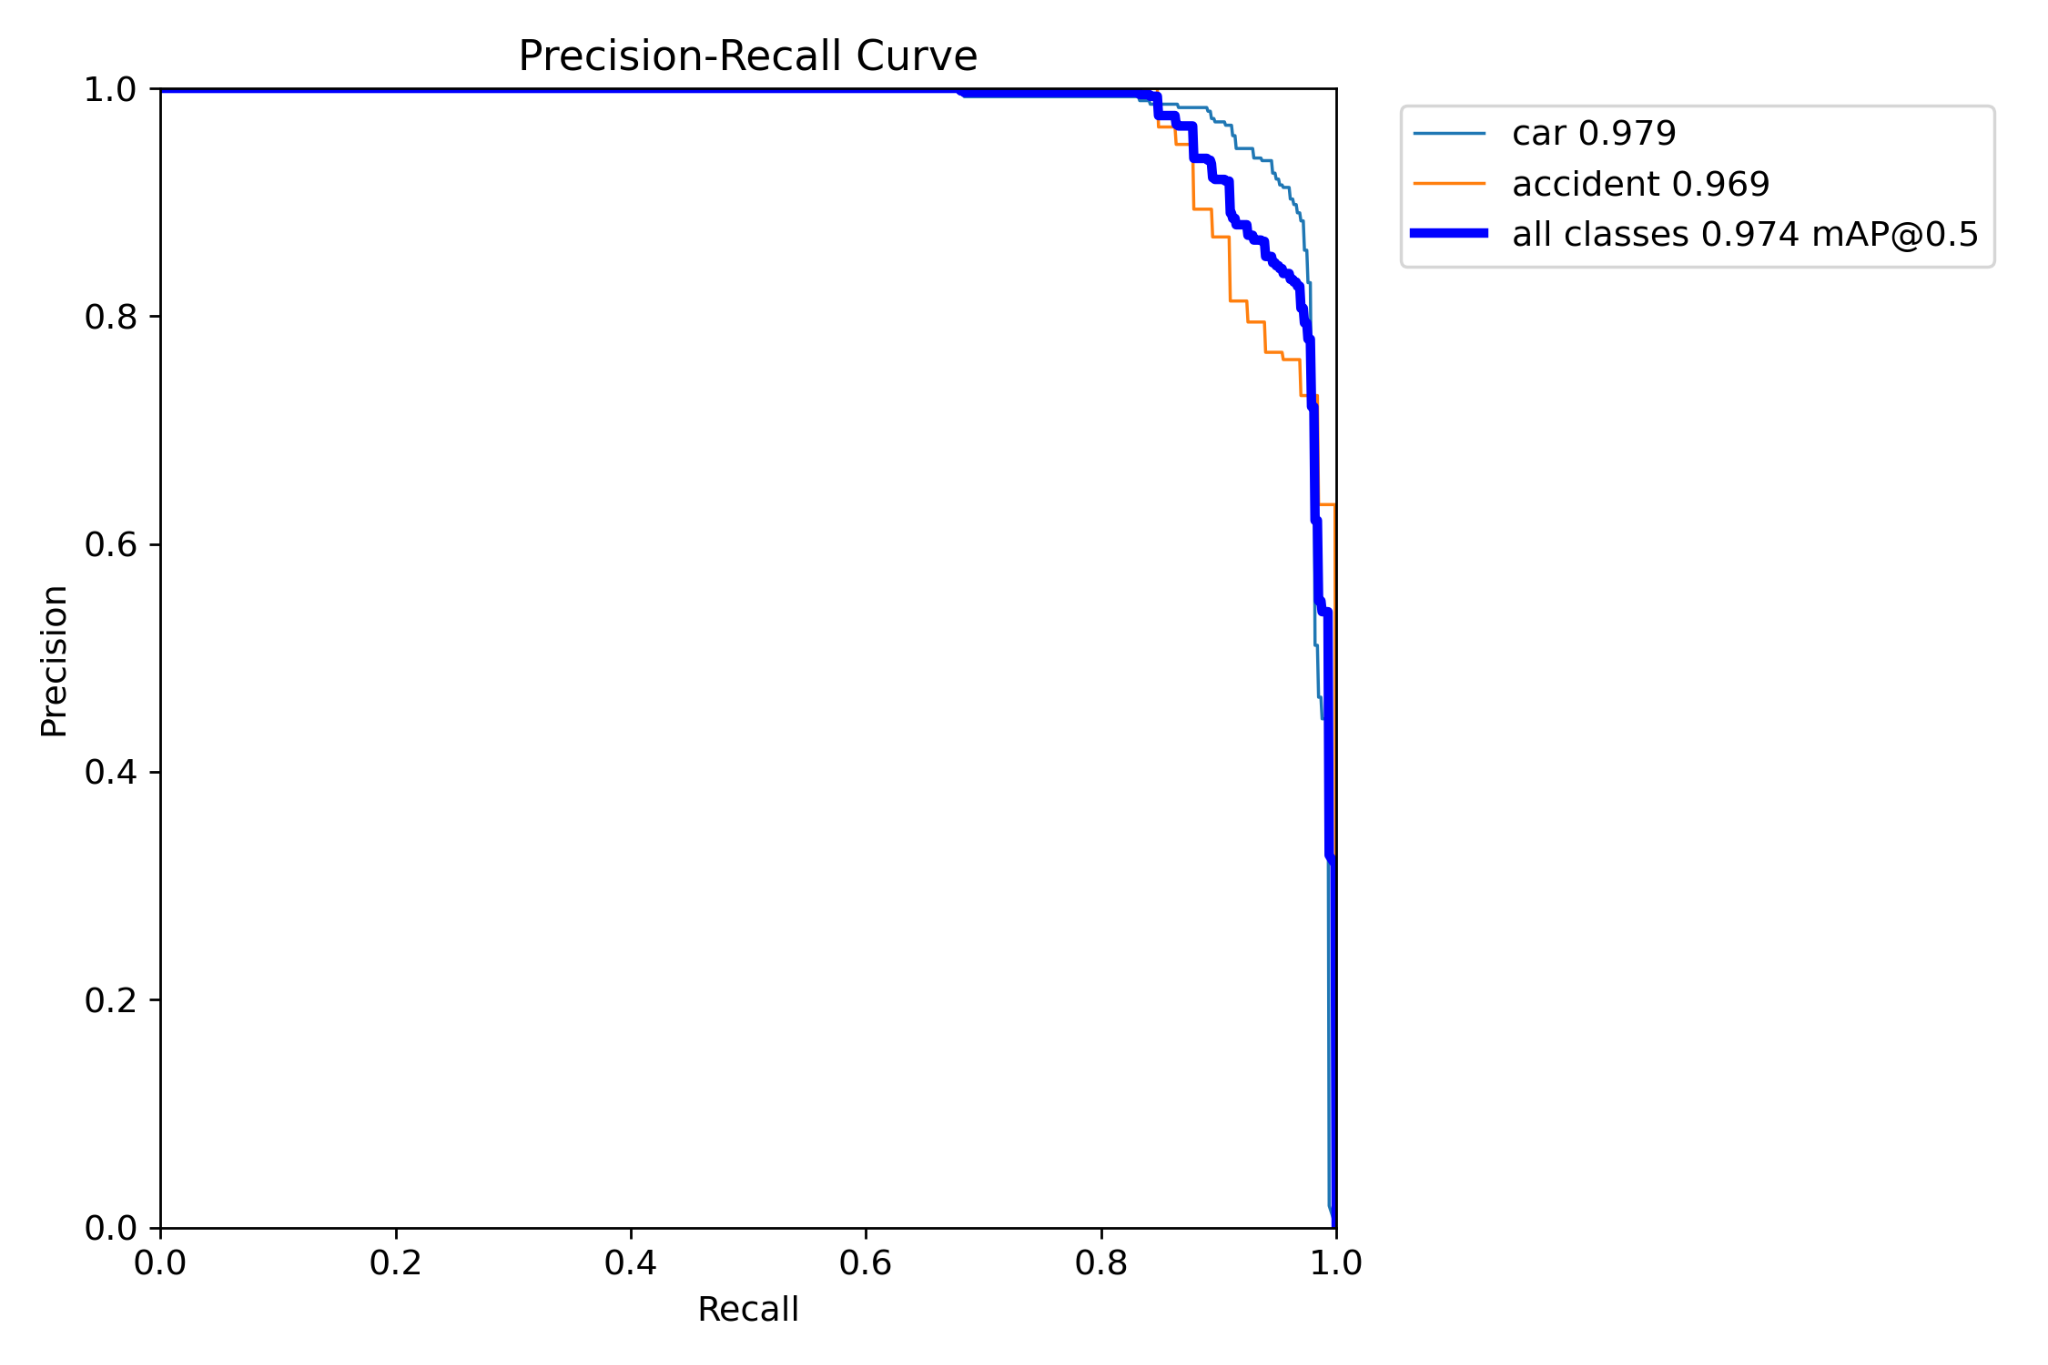 Precision-Recall Curve
1.0
0.8
0.6
0.4
0.2
0.0
Precision
0.0 0.2 0.4 0.6 0.8 1.0
Recall
car 0.979
accident 0.969
all classes 0.974 mAP@0.5